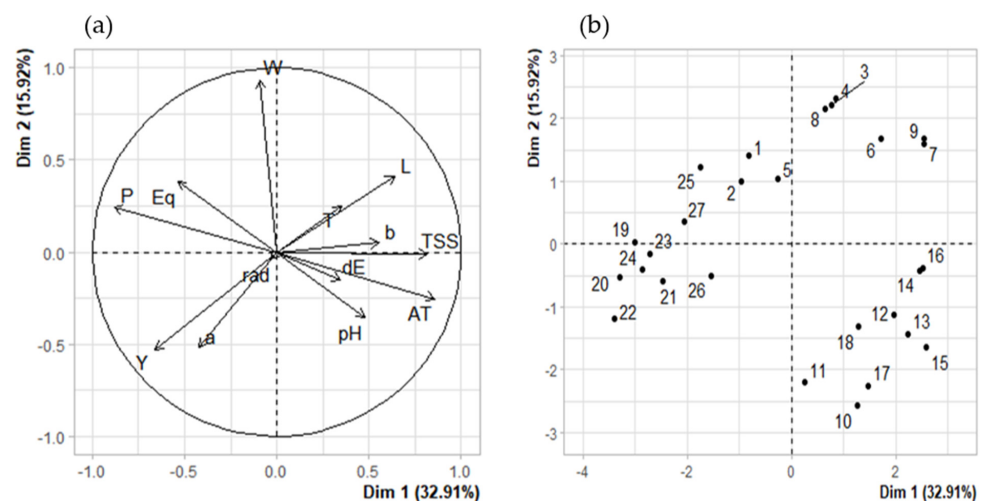 (a)
(b)
Dim 2 (15.92%)
1.0
0.5
0.0
-0.5
-1.0
-1.0
-0.5
0.0
0.5
1.0
Dim 1 (32.91%)
W
L
P
Eq
T
b
TSS
rad
dE
AT
pH
a
Y
Dim 2 (15.92%)
3
2
1
0
-1
-2
-3
-4
-2
0
2
Dim 1 (32.91%)
3
4
8
9
6
7
1
5
25
2
27
19
23
24
20
21
26
22
16
14
12
13
18
15
11
17
10